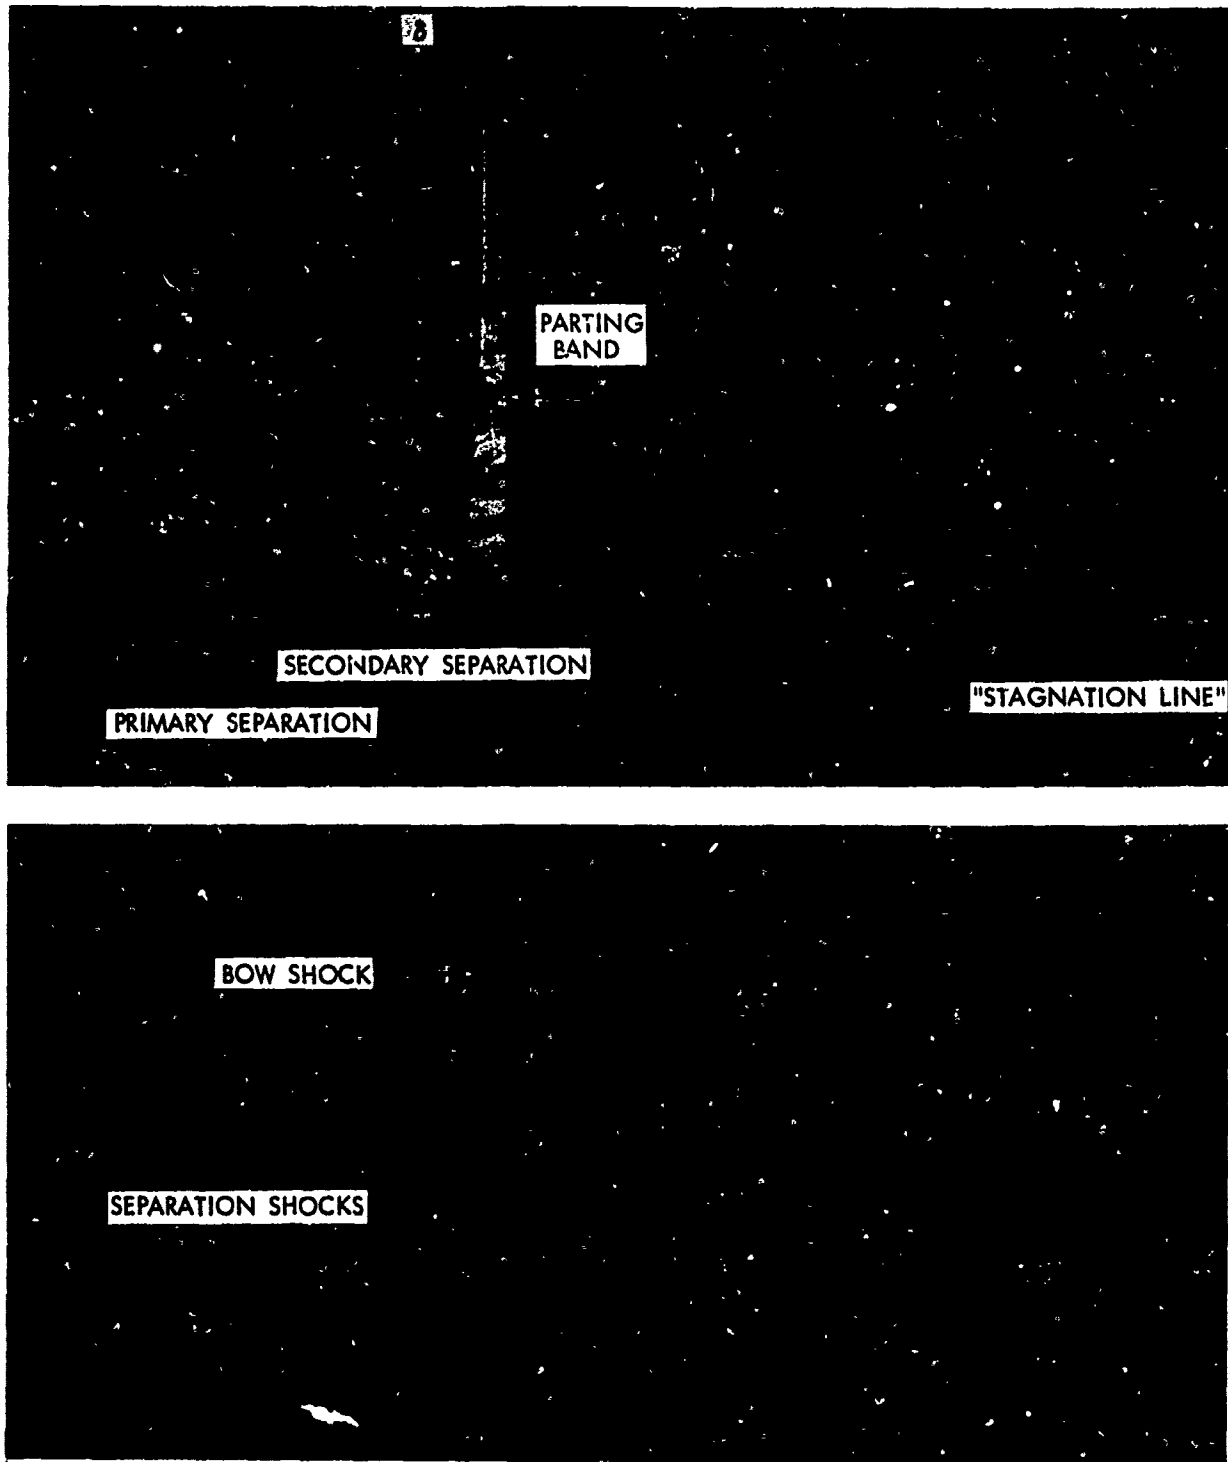 PARTING
BAND
SECONDARY SEPARATION
"STAGNATION LINE"
PRIMARY SEPARATION
BOW SHOCK
SEPARATION SHOCKS